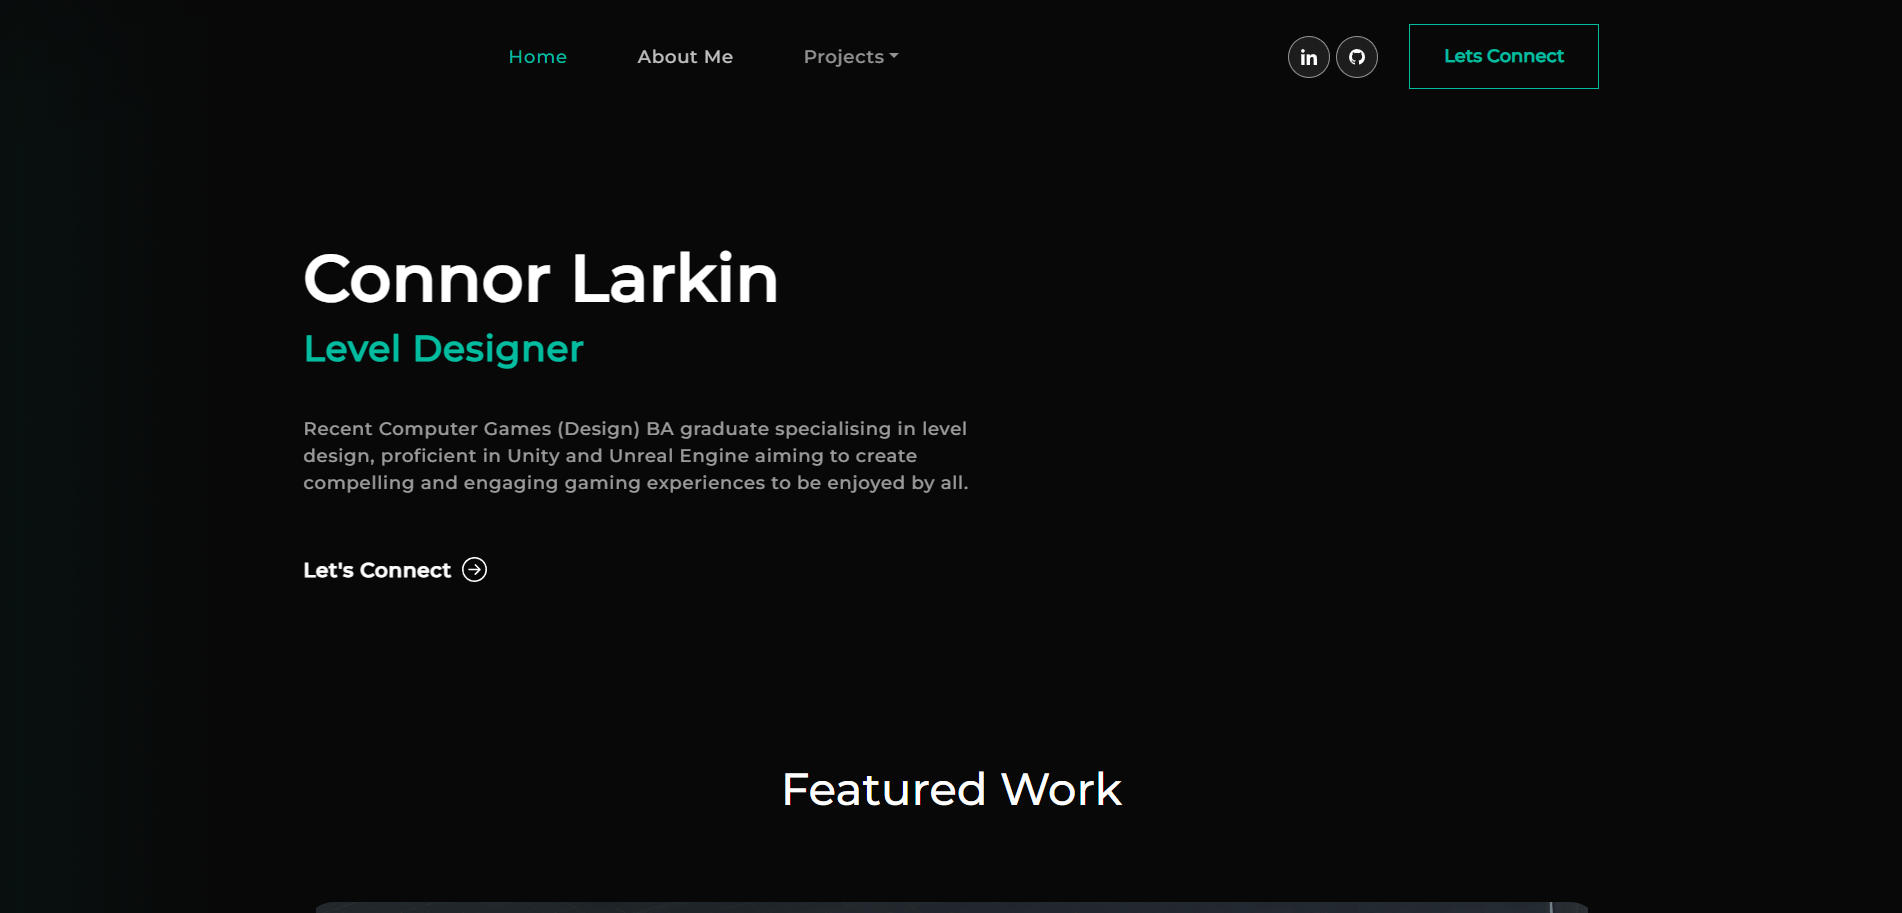 Home
About Me
Projects
in
Lets Connect
Connor Larkin
Level Designer
Recent Computer Games (Design) BA graduate specialising in level
design, proficient in Unity and Unreal Engine aiming to create
compelling and engaging gaming experiences to be enjoyed by all.
Let's Connect
Featured Work